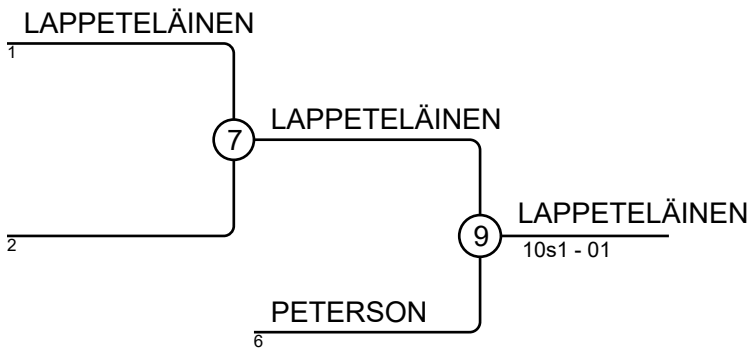 LAPPETELÄINEN
1
7
LAPPETELÄINEN
2
9
LAPPETELÄINEN
10s1 - 01
PETERSON
6